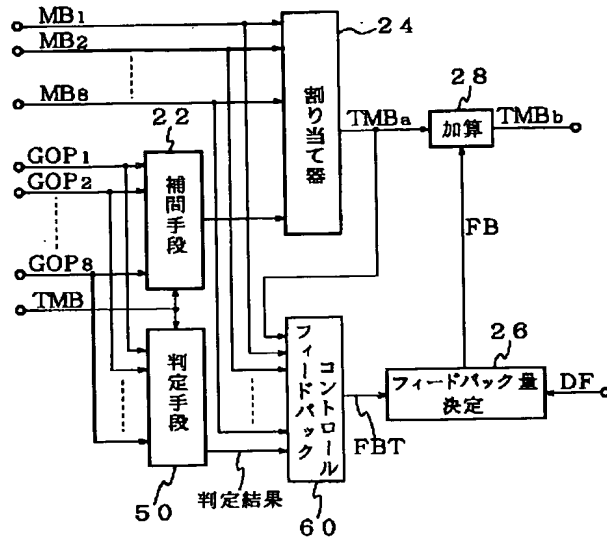 MB1
MB2
MB8
24
割り当て器
TMBa
28
加算
TMBb
22
GOP1
GOP2
補間手段
GOP8
TMB
FB
判定手段
フィードバック
コントロール
26
フィードバック量
決定
DF
FBT
50
判定結果
60